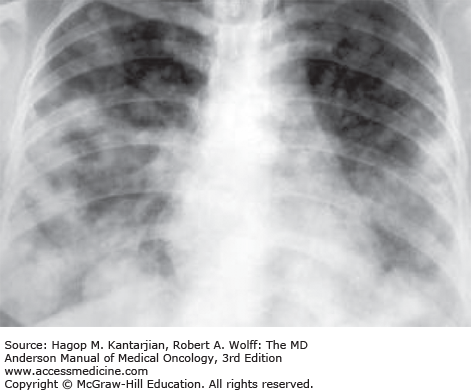 Source: Hagop M. Kantarjian, Robert A. Wolff: The MD
Anderson Manual of Medical Oncology, 3rd Edition
www.accessmedicine.com
Copyright © McGraw-Hill Education. All rights reserved.